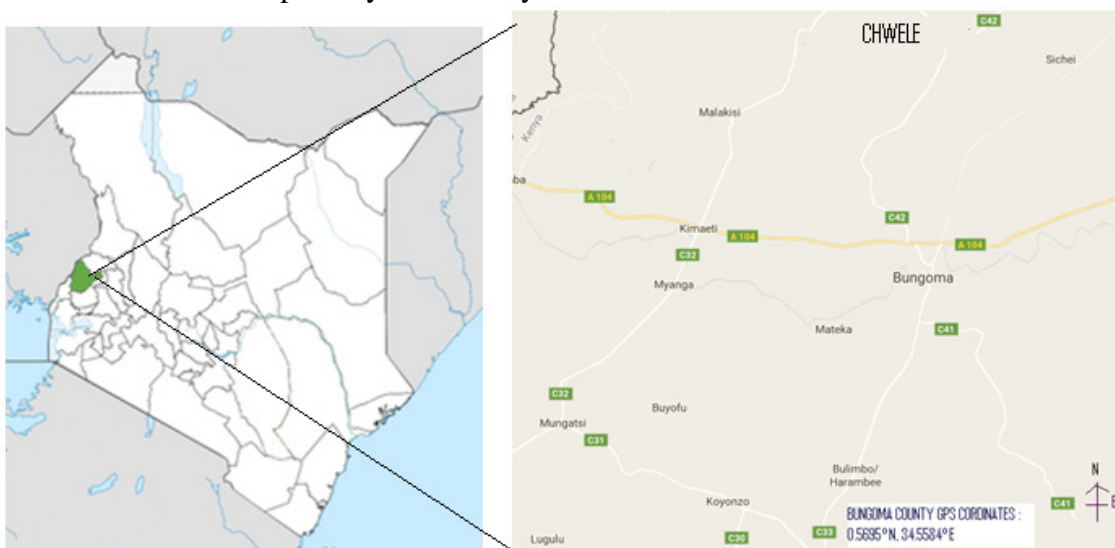 CHWELE
C42
Sichei
Malakisi
Kenya
A 104
C42
Kimaeti
A 104
A 104
C32
Bungoma
Myanga
Mateka
C41
C32
Buyofu
Mungatsi
C31
Bulimbo/
Harambee
N
Koyonzo
C41
E
BUNGOMA COUNTY GPS CORDINATES :
0.5695°N, 34.5584°E
C33
C30
Lugulu